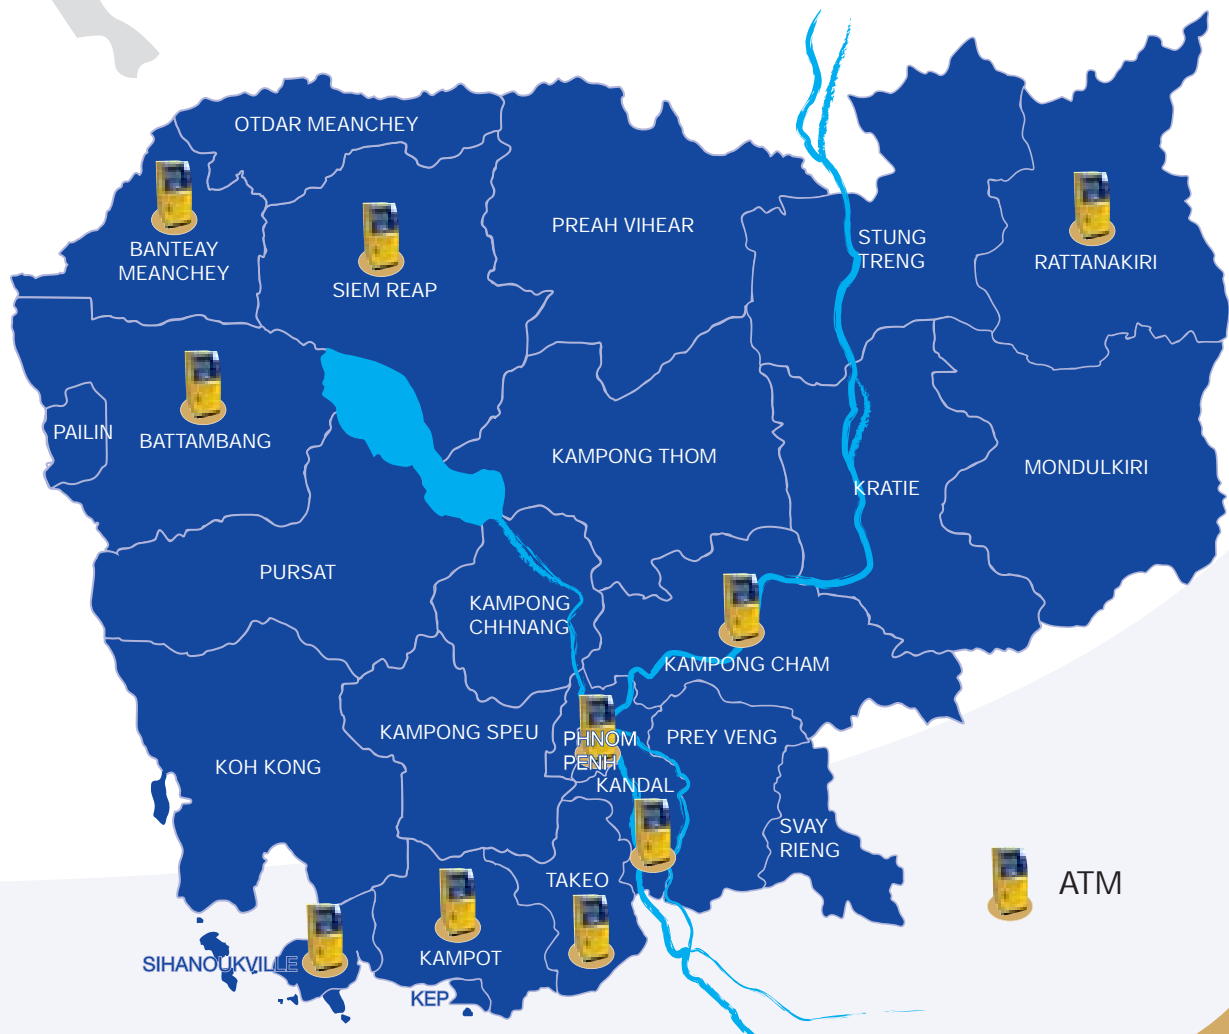 OTDAR MEANCHEY
BANTEAY
MEANCHEY
SIEM REAP
PREAH VIHEAR
STUNG
TRENG
RATTANAKIRI
PAILIN
BATTAMBANG
KAMPONG THOM
KRATIE
MONDULKIRI
PURSAT
KAMPONG
CHHNANG
KAMPONG CHAM
KAMPONG SPEU
PHNOM
PENH
PREY VENG
KOH KONG
KANDAL
SVAY
RIENG
TAKEO
ATM
SIHANOUKVILLE
KAMPOT
KEP